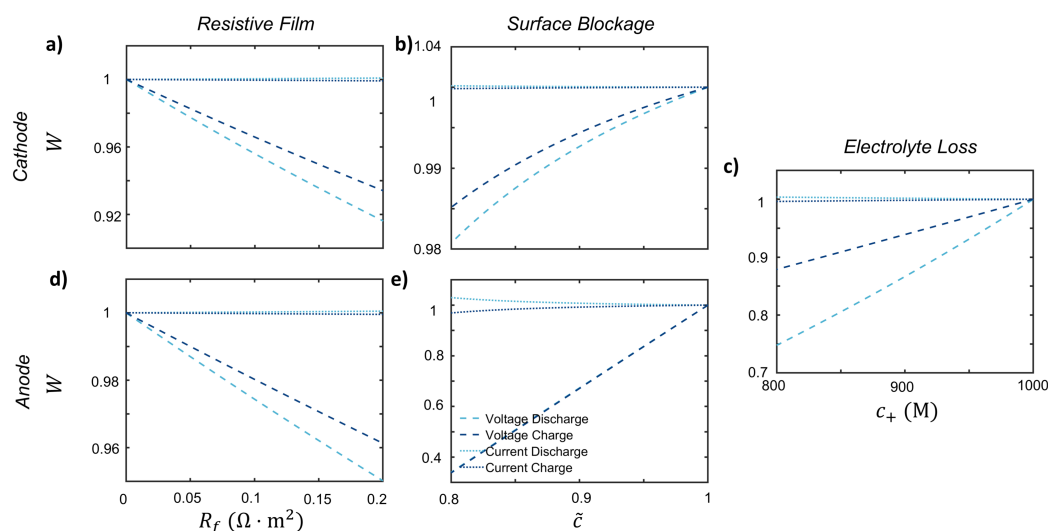 Resistive Film
Surface Blockage
a)
b)
Cathode
W
1
0.96
0.92
1.04
1
0.99
0.98
Electrolyte Loss
c)
1
0.9
0.8
0.7
800
900
1000
c₊ (M)
d)
e)
Anode
W
1
0.98
0.96
0
0.05
0.1
0.15
0.2
R_f (Ω · m²)
1
0.8
0.6
0.4
Voltage Discharge
Voltage Charge
Current Discharge
Current Charge
0.8
0.9
1
c̃